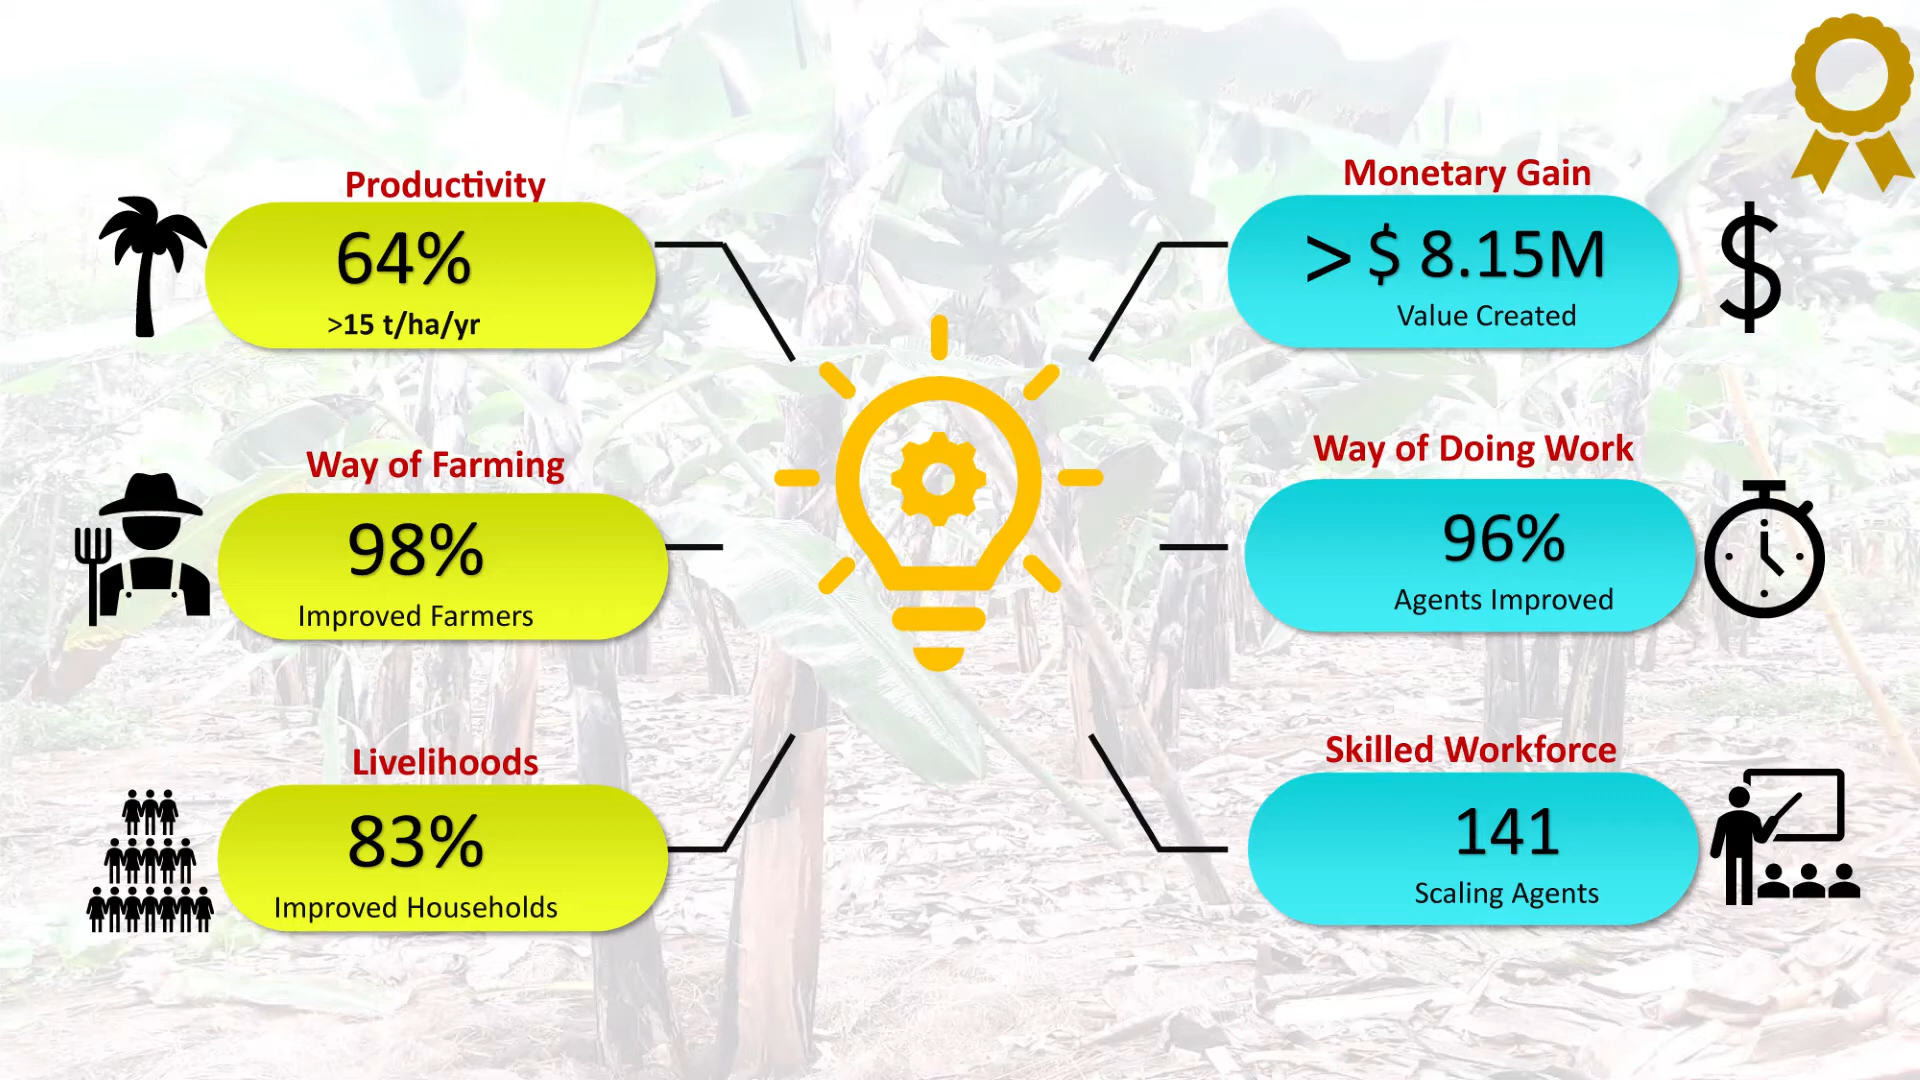 Productivity
64%
>15 t/ha/yr
Way of Farming
98%
Improved Farmers
Livelihoods
83%
Improved Households
Monetary Gain
> $ 8.15M
Value Created
Way of Doing Work
96%
Agents Improved
Skilled Workforce
141
Scaling Agents